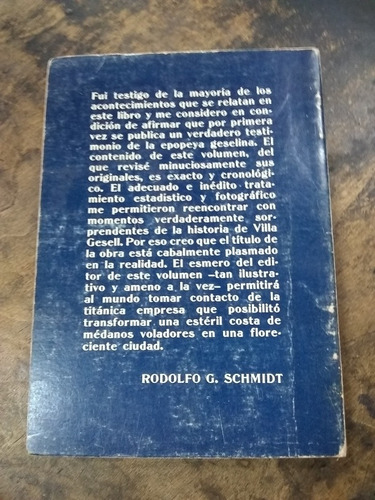 Fui testigo de la mayoría de los
acontecimientos que se relatan en
este libro y me considero en con-
dición de afirmar que por primera
vez se publica un verdadero testi-
monio de la epopeya geselina. El
contenido de este volumen, del
que revisé minuciosamente sus
originales, es exacto y cronológi-
co. El adecuado e inédito trata-
miento estadístico y fotográfico
me permitieron reencontrar con
momentos verdaderamente sor-
prendentes de la historia de Villa
Gesell. Por eso creo que el título de
la obra está cabalmente plasmado
en la realidad. El esmero del edi-
tor de este volumen –tan ilustra-
tivo y ameno a la vez– permitirá
al mundo tomar contacto de la
titánica empresa que posibilitó
transformar una estéril costa de
médanos voladores en una flore-
ciente ciudad.
RODOLFO G. SCHMIDT